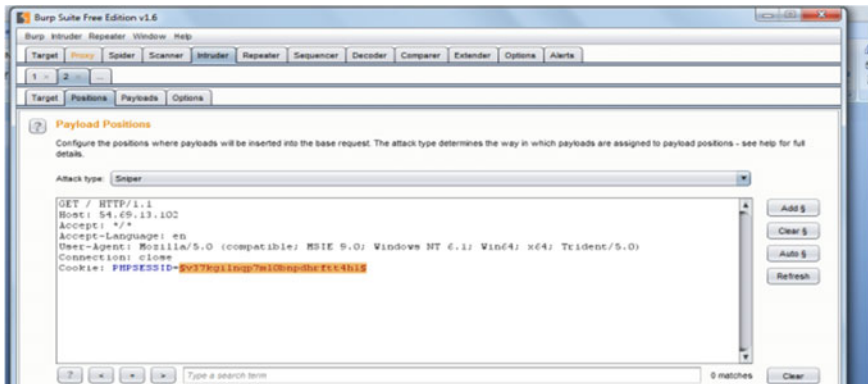 Burp Suite Free Edition v1.6
Burp Intruder Repeater Window Help
Target Proxy Spider Scanner Intruder Repeater Sequencer Decoder Comparer Extender Options Alerts
1 × 2 × ...
Target Positions Payloads Options
? Payload Positions
Configure the positions where payloads will be inserted into the base request. The attack type determines the way in which payloads are assigned to payload positions - see help for full
details.
Attack type: Sniper
GET / HTTP/1.1
Host: 54.69.13.102
Accept: */*
Accept-Language: en
User-Agent: Mozilla/5.0 (compatible; MSIE 9.0; Windows NT 6.1; Win64; x64; Trident/5.0)
Connection: close
Cookie: PHPSESSID=
Add §
Clear §
Auto §
Refresh
? < + > Type a search term 0 matches Clear